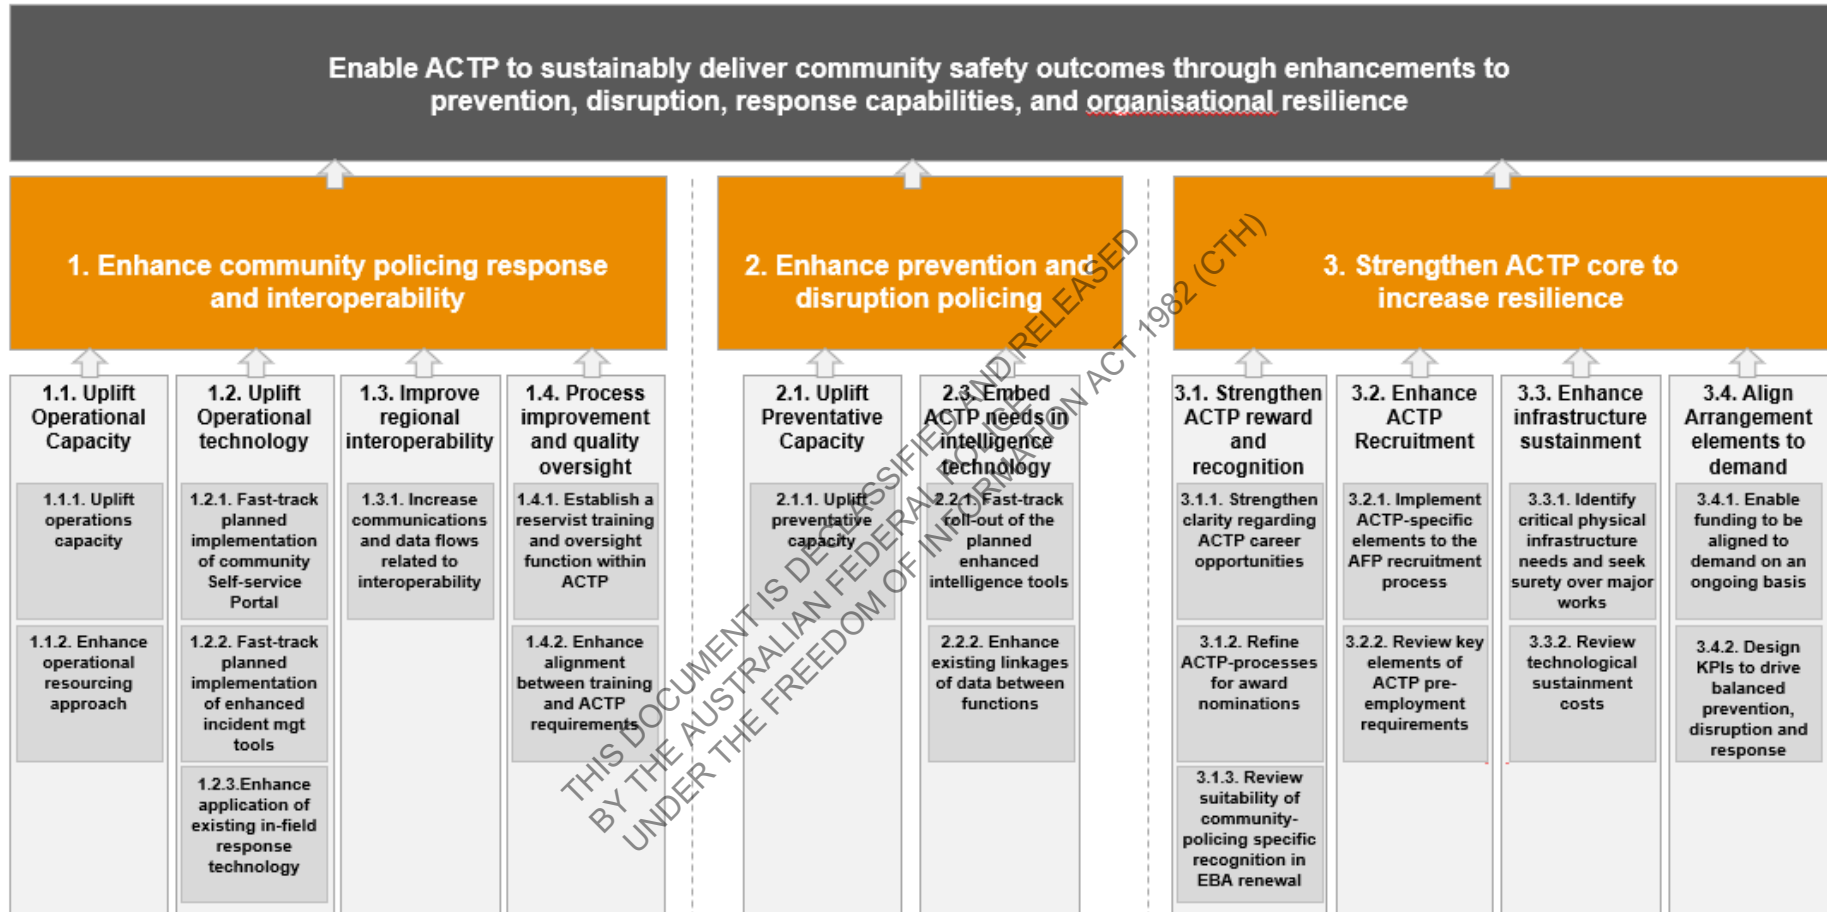 Enable ACTP to sustainably deliver community safety outcomes through enhancements to
prevention, disruption, response capabilities, and organisational resilience
1. Enhance community policing response
and interoperability
2. Enhance prevention and
disruption policing
3. Strengthen ACTP core to
increase resilience
1.1. Uplift
Operational
Capacity
1.1.1. Uplift
operations
capacity
1.1.2. Enhance
operational
resourcing
approach
1.2. Uplift
Operational
technology
1.2.1. Fast-track
planned
implementation
of community
Self-service
Portal
1.2.2. Fast-track
planned
implementation
of enhanced
incident mgt
tools
1.2.3.Enhance
application of
existing in-field
response
technology
1.3. Improve
regional
interoperability
1.3.1. Increase
communications
and data flows
related to
interoperability
1.4. Process
improvement
and quality
oversight
1.4.1. Establish a
reservist training
and oversight
function within
ACTP
1.4.2. Enhance
alignment
between training
and ACTP
requirements
2.1. Uplift
Preventative
Capacity
2.1.1. Uplift
preventative
capacity
2.3. Embed
ACTP needs in
intelligence
technology
2.2.1. Fast-track
roll-out of the
planned
enhanced
intelligence tools
2.2.2. Enhance
existing linkages
of data between
functions
3.1. Strengthen
ACTP reward
and
recognition
3.1.1. Strengthen
clarity regarding
ACTP career
opportunities
3.1.2. Refine
ACTP-processes
for award
nominations
3.1.3. Review
suitability of
community-
policing specific
recognition in
EBA renewal
3.2. Enhance
ACTP
Recruitment
3.2.1. Implement
ACTP-specific
elements to the
AFP recruitment
process
3.2.2. Review key
elements of
ACTP pre-
employment
requirements
3.3. Enhance
infrastructure
sustainment
3.3.1. Identify
critical physical
infrastructure
needs and seek
surety over major
works
3.3.2. Review
technological
sustainment
costs
3.4. Align
Arrangement
elements to
demand
3.4.1. Enable
funding to be
aligned to
demand on an
ongoing basis
3.4.2. Design
KPIs to drive
balanced
prevention,
disruption and
response
THIS DOCUMENT IS DECLASSIFIED AND RELEASED
BY THE AUSTRALIAN FEDERAL POLICE
UNDER THE FREEDOM OF INFORMATION ACT 1982 (CTH)